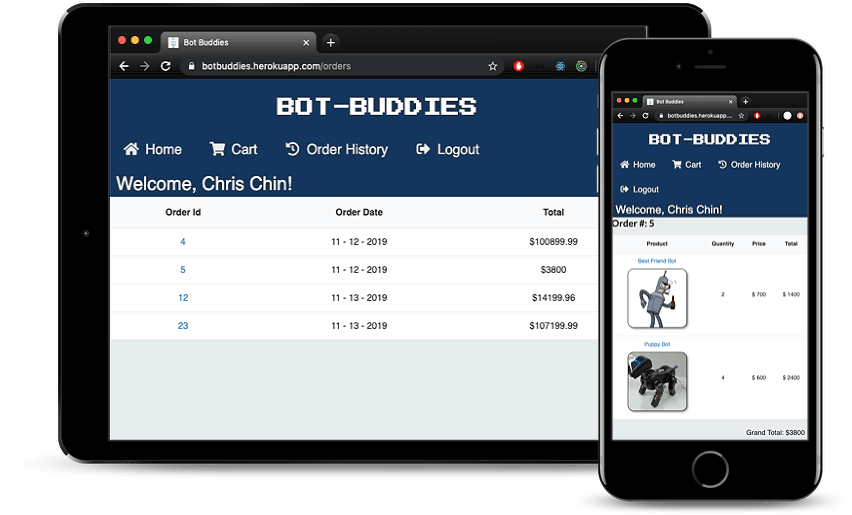 Bot Buddies
botbuddies.herokuapp.com/orders
BOT-BUDDIES
Home Cart Order History Logout
Welcome, Chris Chin!
Order Id Order Date Total
4 11 - 12 - 2019 $100899.99
5 11 - 12 - 2019 $3800
12 11 - 13 - 2019 $14199.96
23 11 - 13 - 2019 $107199.99
Bot Buddies
botbuddies.herokuapp....
BOT-BUDDIES
Home Cart Order History
Logout
Welcome, Chris Chin!
Order #: 5
Product Quantity Price Total
Best Friend Bot
2 $ 700 $ 1400
Puppy Bot
4 $ 600 $ 2400
Grand Total: $3800